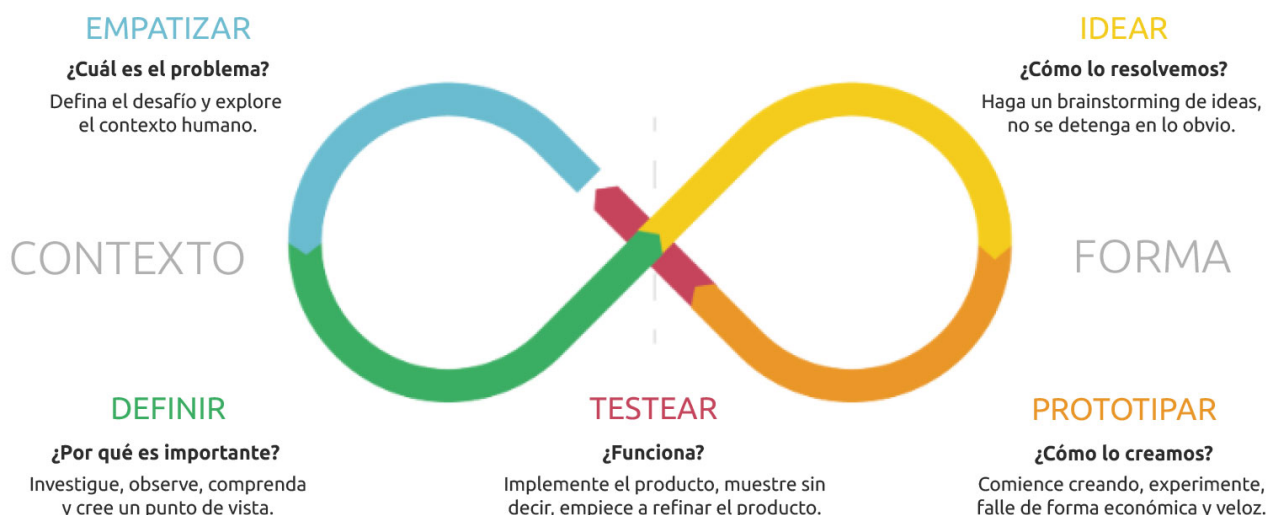 EMPATIZAR
¿Cuál es el problema?
Defina el desafío y explore
el contexto humano.
IDEAR
¿Cómo lo resolvemos?
Haga un brainstorming de ideas,
no se detenga en lo obvio.
CONTEXTO
FORMA
DEFINIR
¿Por qué es importante?
Investigue, observe, comprenda
y cree un punto de vista.
TESTEAR
¿Funciona?
Implemente el producto, muestre sin
decir, empiece a refinar el producto.
PROTOTIPAR
¿Cómo lo creamos?
Comience creando, experimente,
falle de forma económica y veloz.